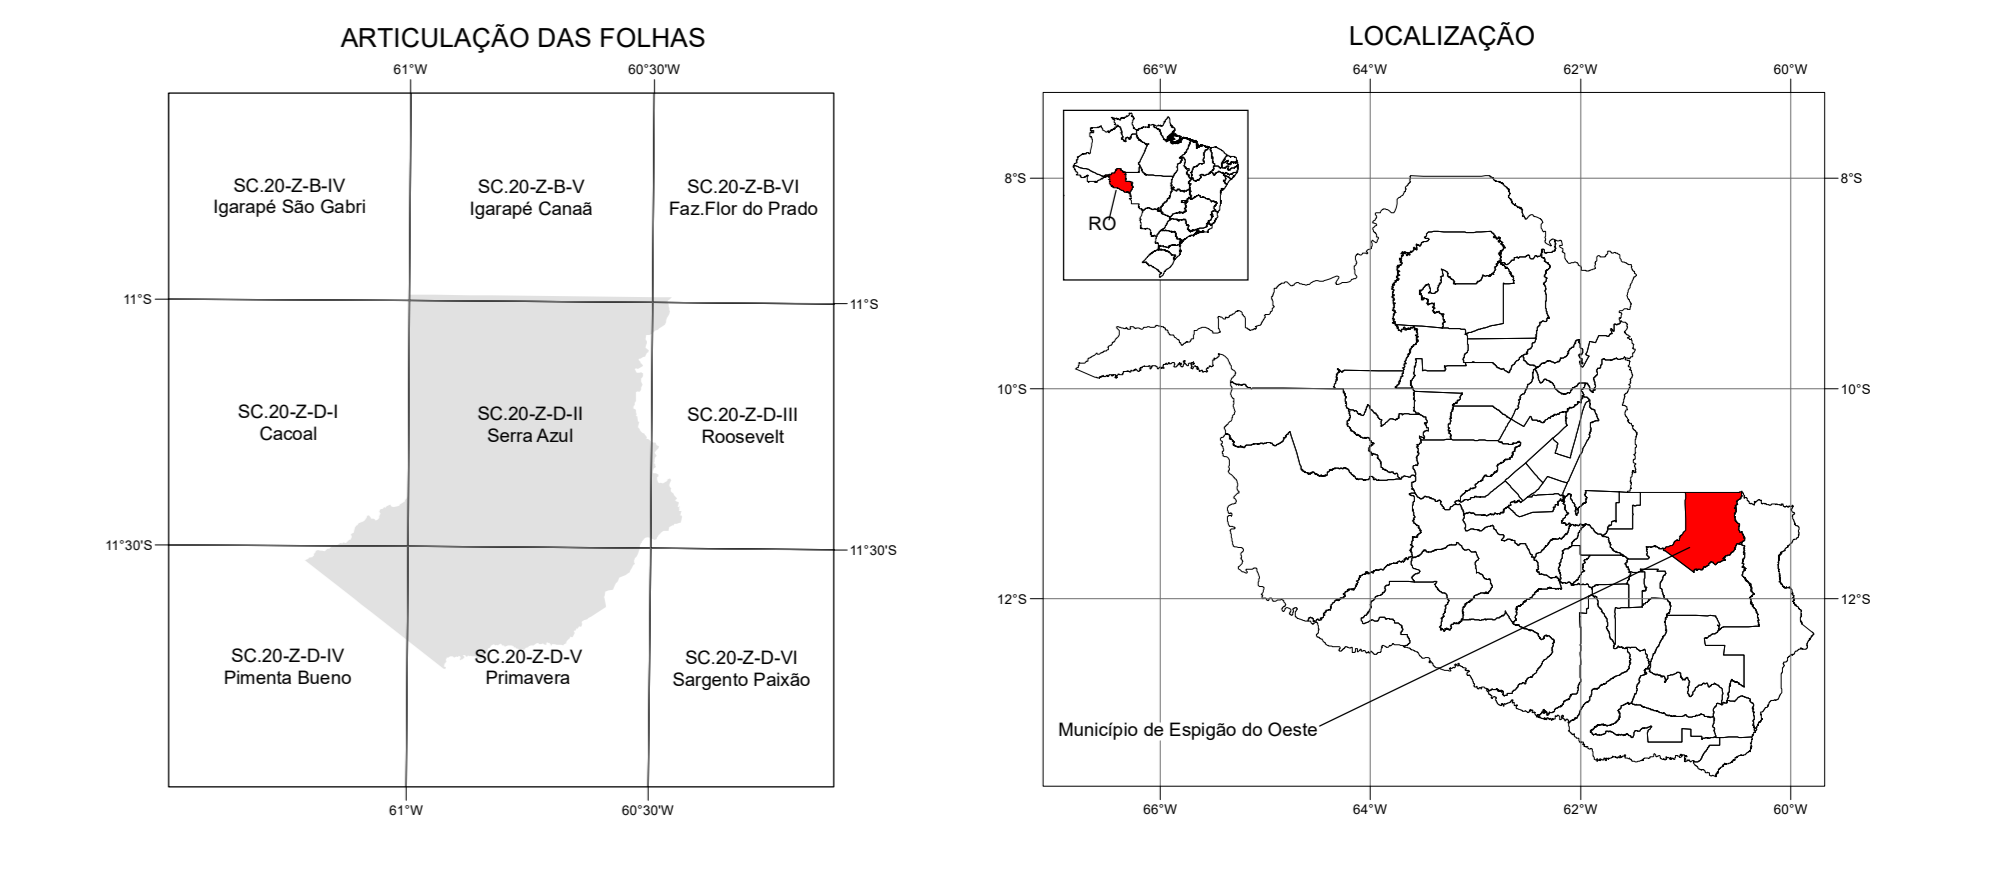 ARTICULAÇÃO DAS FOLHAS
61°W
60°30'W
SC.20-Z-B-IV
Igarapé São Gabri
SC.20-Z-B-V
Igarapé Canaã
SC.20-Z-B-VI
Faz.Flor do Prado
11°S
11°S
SC.20-Z-D-I
Cacoal
SC.20-Z-D-II
Serra Azul
SC.20-Z-D-III
Roosevelt
11°30'S
11°30'S
SC.20-Z-D-IV
Pimenta Bueno
SC.20-Z-D-V
Primavera
SC.20-Z-D-VI
Sargento Paixão
61°W
60°30'W
LOCALIZAÇÃO
66°W
64°W
62°W
60°W
RO
8°S
8°S
10°S
10°S
12°S
12°S
Município de Espigão do Oeste
66°W
64°W
62°W
60°W